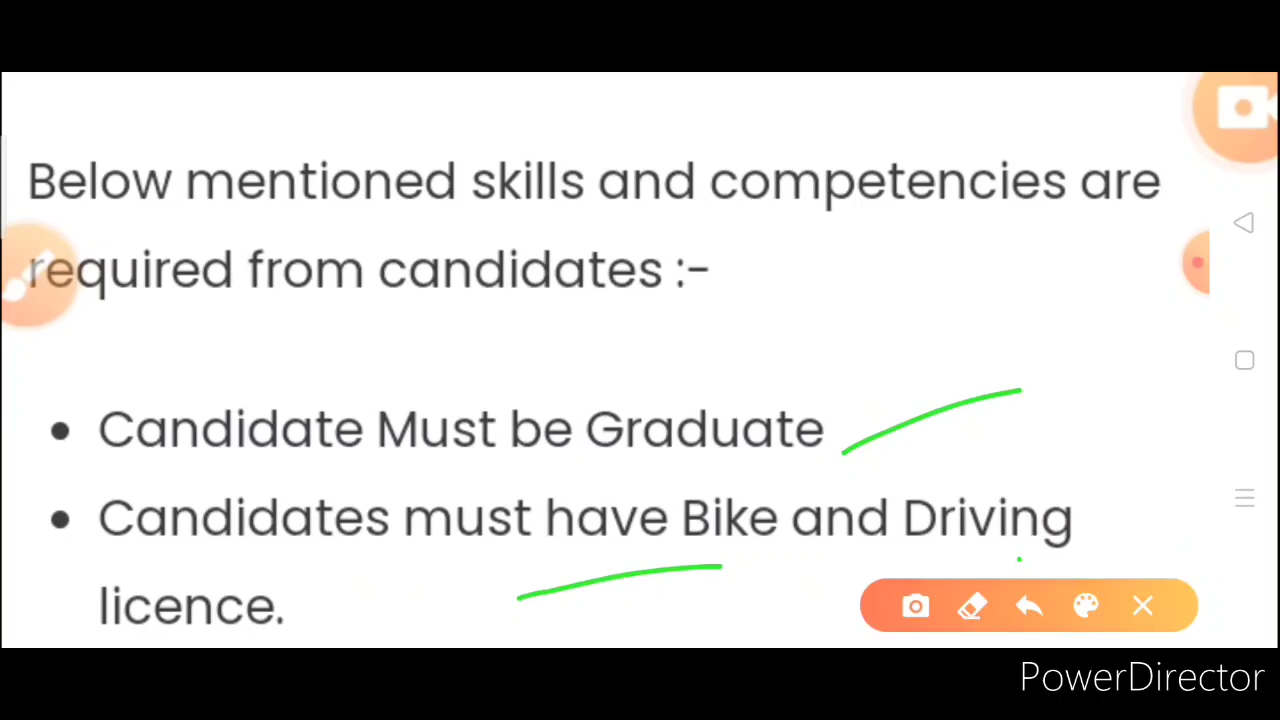 Below mentioned skills and competencies are
required from candidates :-
• Candidate Must be Graduate
• Candidates must have Bike and Driving
licence.
PowerDirector